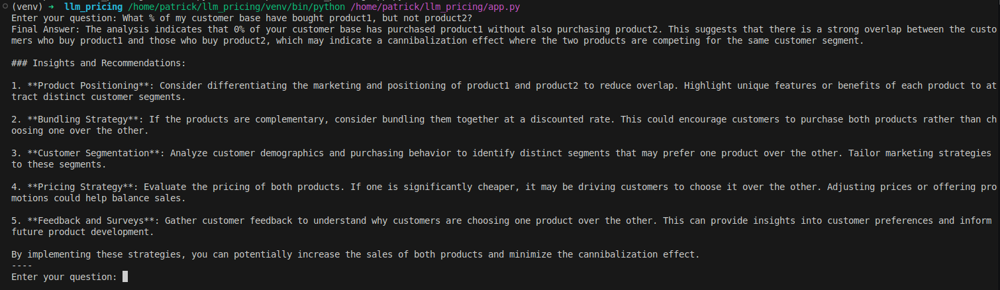 (venv) → llm_pricing /home/patrick/llm_pricing/venv/bin/python /home/patrick/llm_pricing/app.py
Enter your question: What % of my customer base have bought product1, but not product2?
Final Answer: The analysis indicates that 0% of your customer base has purchased product1 without also purchasing product2. This suggests that there is a strong overlap between the custo
mers who buy product1 and those who buy product2, which may indicate a cannibalization effect where the two products are competing for the same customer segment.

### Insights and Recommendations:

1. **Product Positioning**: Consider differentiating the marketing and positioning of product1 and product2 to reduce overlap. Highlight unique features or benefits of each product to at
tract distinct customer segments.

2. **Bundling Strategy**: If the products are complementary, consider bundling them together at a discounted rate. This could encourage customers to purchase both products rather than ch
oosing one over the other.

3. **Customer Segmentation**: Analyze customer demographics and purchasing behavior to identify distinct segments that may prefer one product over the other. Tailor marketing strategies
to these segments.

4. **Pricing Strategy**: Evaluate the pricing of both products. If one is significantly cheaper, it may be driving customers to choose it over the other. Adjusting prices or offering pro
motions could help balance sales.

5. **Feedback and Surveys**: Gather customer feedback to understand why customers are choosing one product over the other. This can provide insights into customer preferences and inform
future product development.

By implementing these strategies, you can potentially increase the sales of both products and minimize the cannibalization effect.
----
Enter your question: